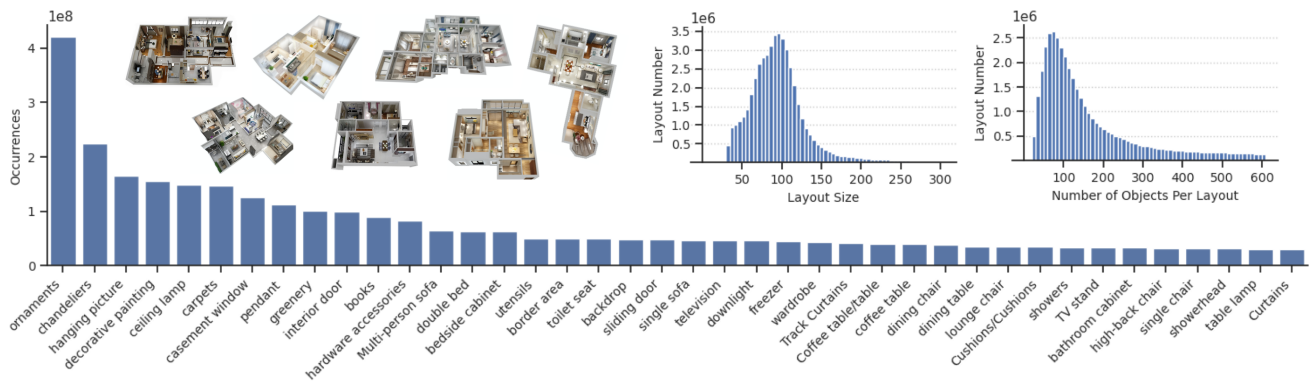 1e8
4
3
2
1
0
Occurrences
1e6
3.5
3.0
2.5
2.0
1.5
1.0
0.5
Layout Number
50 100 150 200 250 300
Layout Size
1e6
2.5
2.0
1.5
1.0
0.5
Layout Number
100 200 300 400 500 600
Number of Objects Per Layout
ornaments
chandeliers
hanging picture
decorative painting
ceiling lamp
carpets
casement window
pendant
greenery
interior door
books
hardware accessories
Multi-person sofa
double bed
bedside cabinet
utensils
border area
toilet seat
backdrop
sliding door
single sofa
television
downlight
freezer
wardrobe
Track Curtains
Coffee table/table
coffee table
dining chair
dining table
lounge chair
Cushions/Cushions
showers
TV stand
bathroom cabinet
high-back chair
single chair
showerhead
table lamp
Curtains